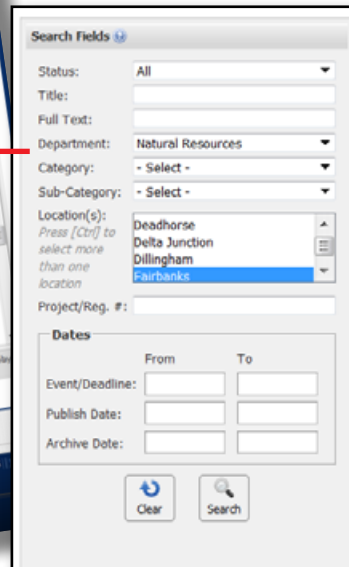 Search Fields
Status: All
Title:
Full Text:
Department: Natural Resources
Category: - Select -
Sub-Category: - Select -
Location(s):
Press [Ctrl] to
select more
than one
location
Deadhorse
Delta Junction
Dillingham
Fairbanks
Project/Reg. #:
Dates
From To
Event/Deadline:
Publish Date:
Archive Date:
Clear Search